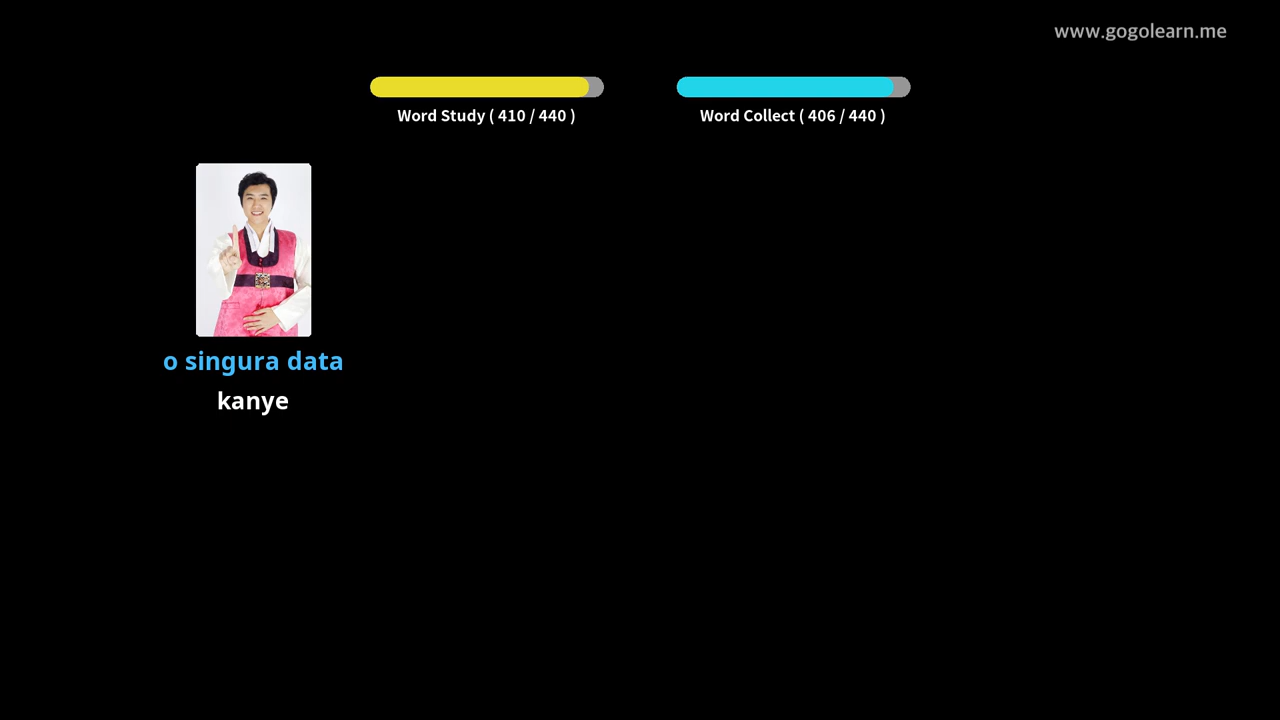 www.gogolearn.me
Word Study ( 410 / 440 )
Word Collect ( 406 / 440 )
o singura data
kanye